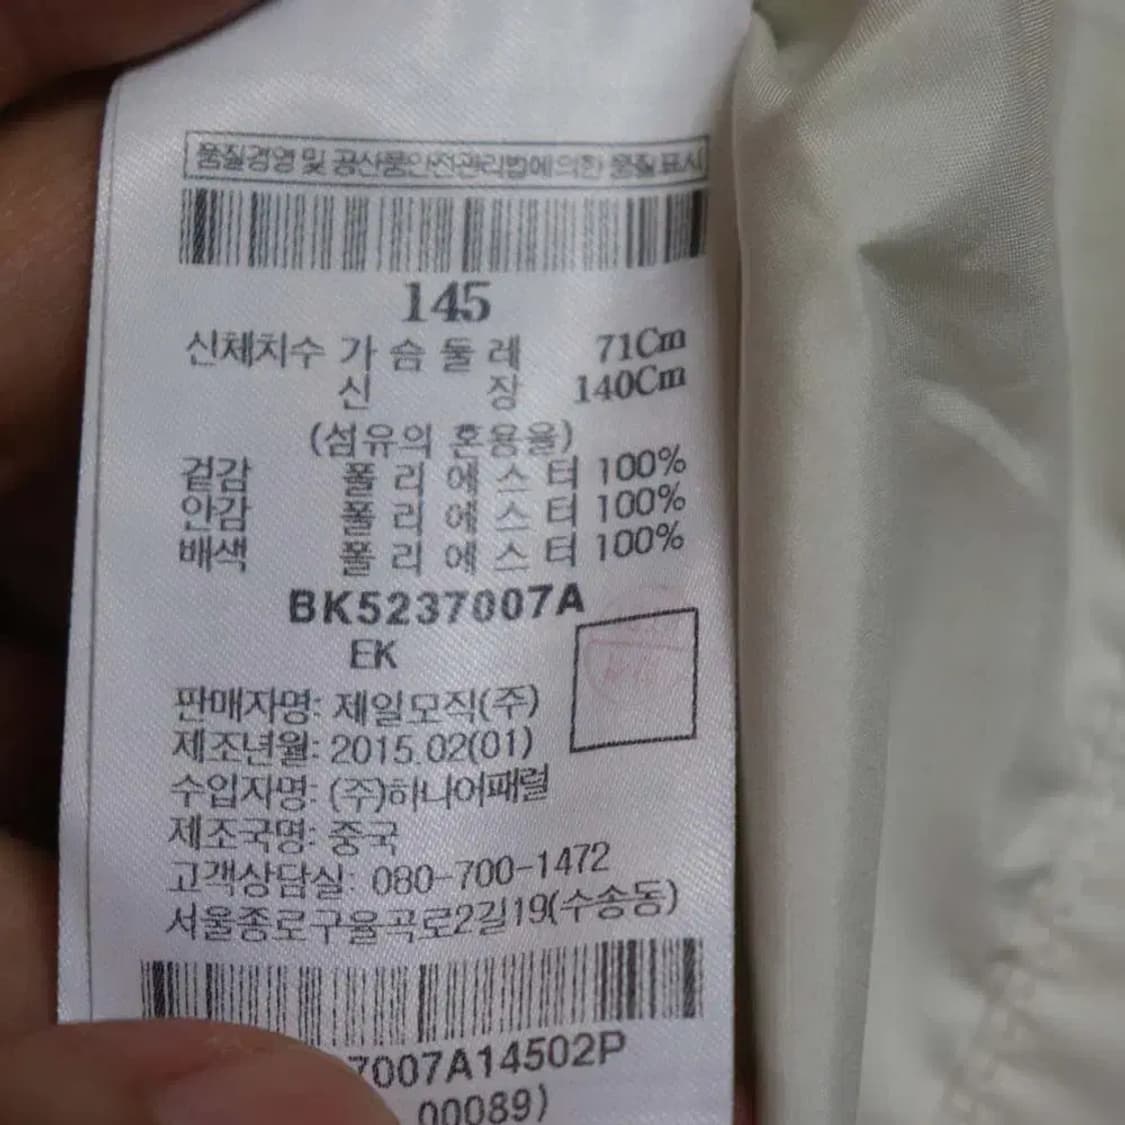 품질경영 및 공산품안전관리법에의한 품질표시
145
신체치수 가 슴 둘 레 71Cm
신 장 140Cm
(섬유의 혼용율)
겉감 폴 리 에 스 터 100%
안감 폴 리 에 스 터 100%
배색 폴 리 에 스 터 100%
BK5237007A
EK
판매자명: 제일모직(주)
제조년월: 2015.02(01)
수입자명: (주)하니어패럴
제조국명: 중국
고객상담실: 080-700-1472
서울종로구율곡로2길19(수송동)
7007A14502P
00089)